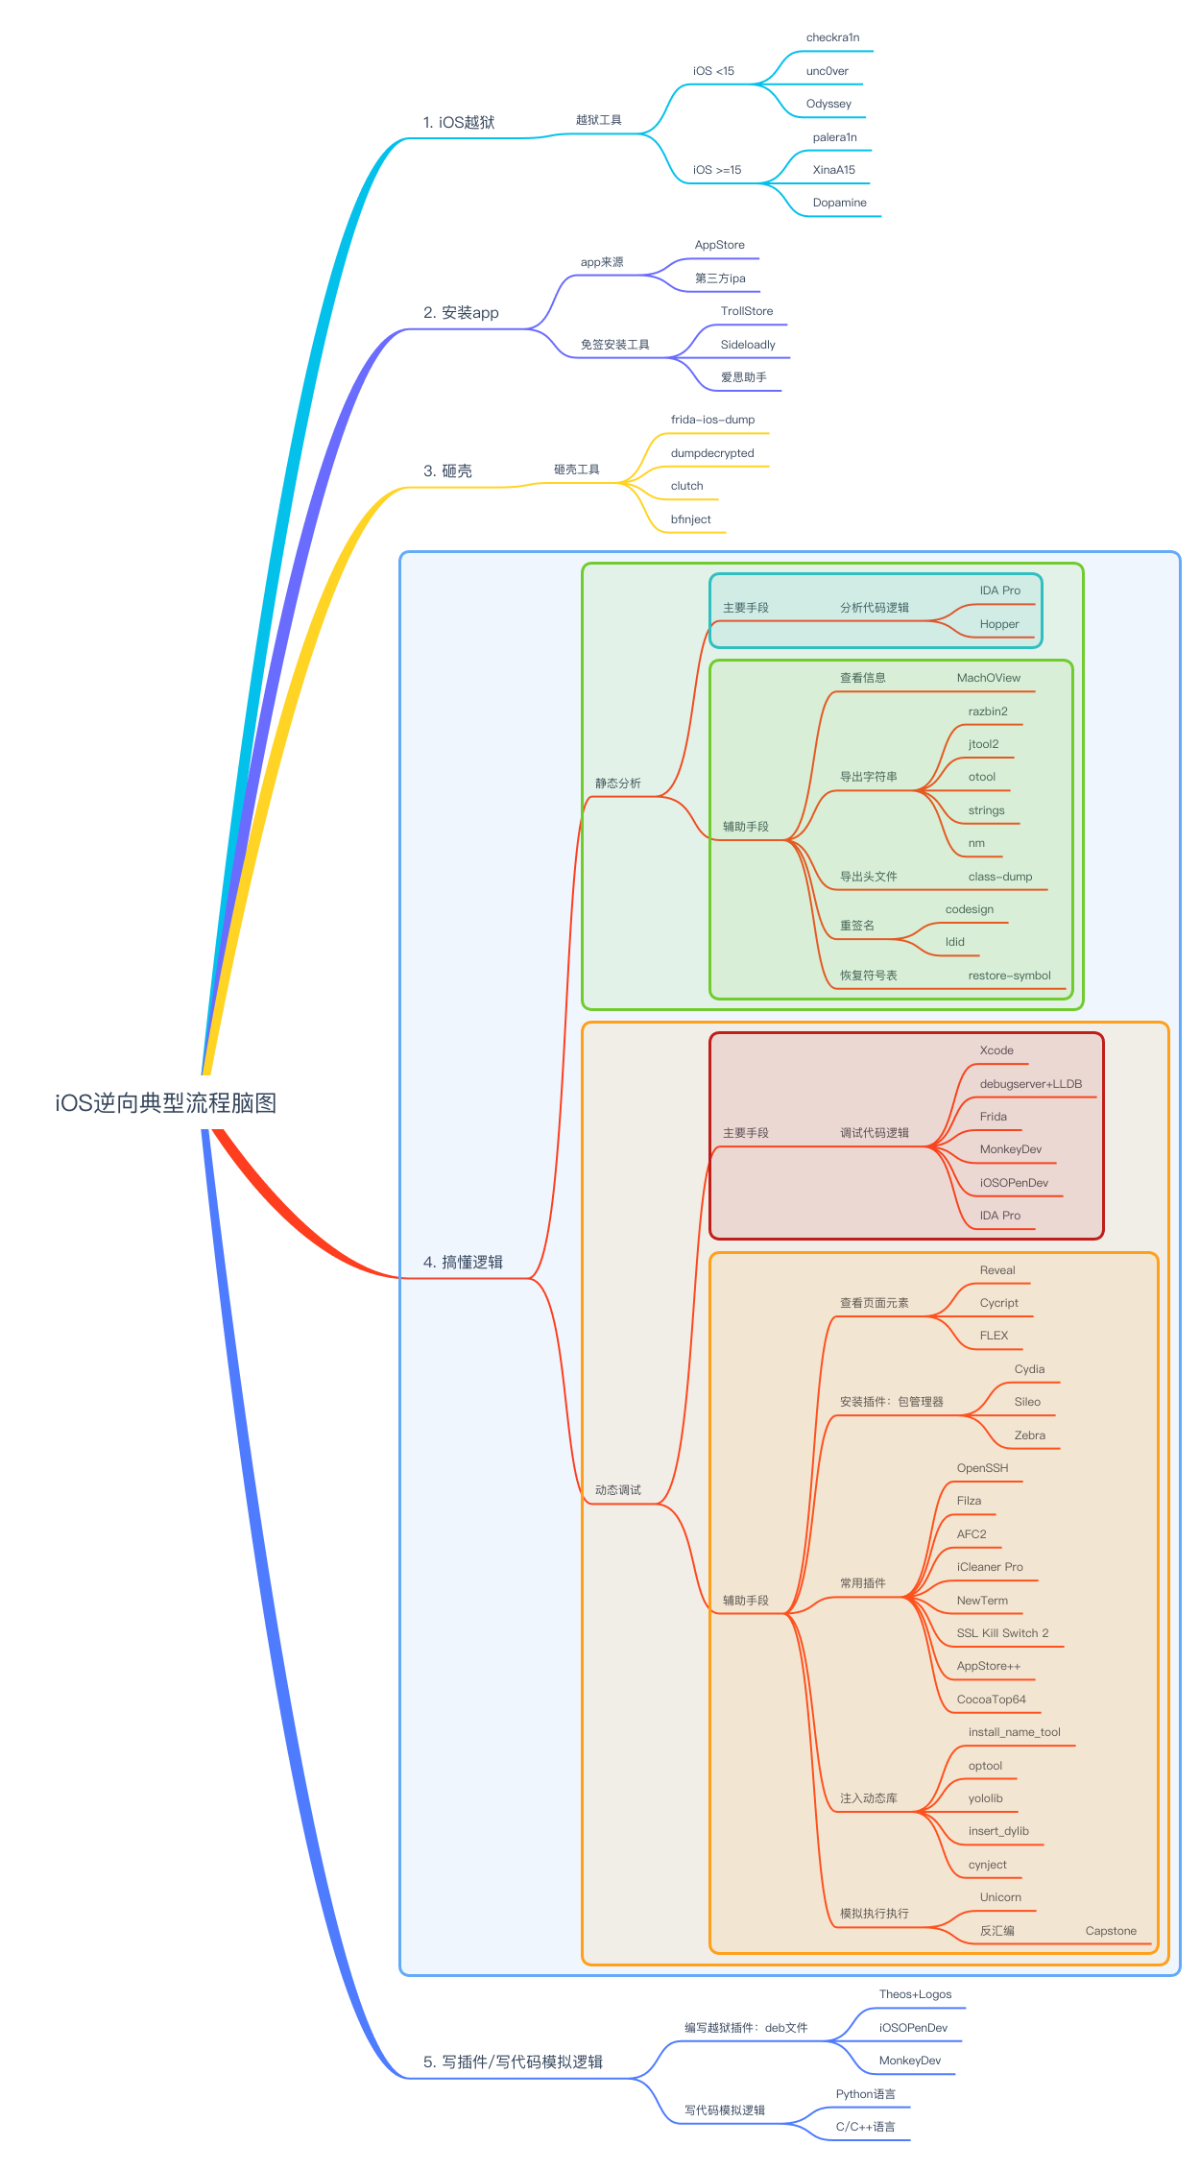 iOS逆向典型流程脑图
1. iOS越狱
越狱工具
iOS <15
checkra1n
unc0ver
Odyssey
iOS >=15
palera1n
XinaA15
Dopamine
2. 安装app
app来源
AppStore
第三方ipa
免签安装工具
TrollStore
Sideloadly
爱思助手
3. 砸壳
砸壳工具
frida-ios-dump
dumpdecrypted
clutch
bfinject
4. 搞懂逻辑
静态分析
主要手段
分析代码逻辑
IDA Pro
Hopper
辅助手段
查看信息
MachOView
导出字符串
razbin2
jtool2
otool
strings
nm
导出头文件
class-dump
重签名
codesign
ldid
恢复符号表
restore-symbol
动态调试
主要手段
调试代码逻辑
Xcode
debugserver+LLDB
Frida
MonkeyDev
iOSOPenDev
IDA Pro
辅助手段
查看页面元素
Reveal
Cycript
FLEX
安装插件：包管理器
Cydia
Sileo
Zebra
常用插件
OpenSSH
Filza
AFC2
iCleaner Pro
NewTerm
SSL Kill Switch 2
AppStore++
CocoaTop64
注入动态库
install_name_tool
optool
yololib
insert_dylib
cynject
模拟执行执行
Unicorn
反汇编
Capstone
5. 写插件/写代码模拟逻辑
编写越狱插件：deb文件
Theos+Logos
iOSOPenDev
MonkeyDev
写代码模拟逻辑
Python语言
C/C++语言